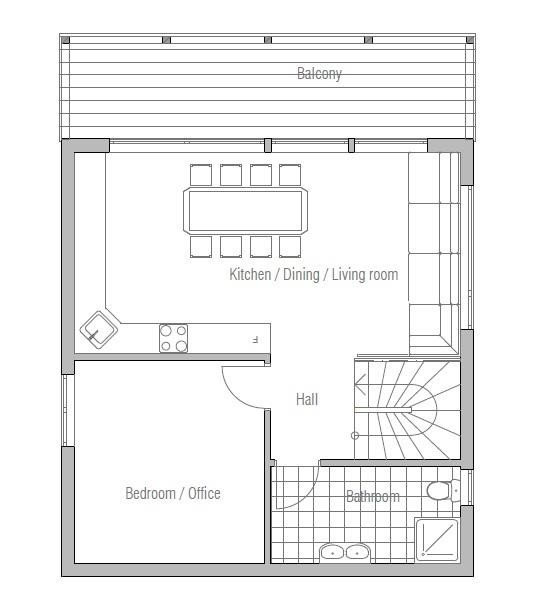 Balcony
Kitchen / Dining / Living room
F
Hall
Bedroom / Office
Bathroom